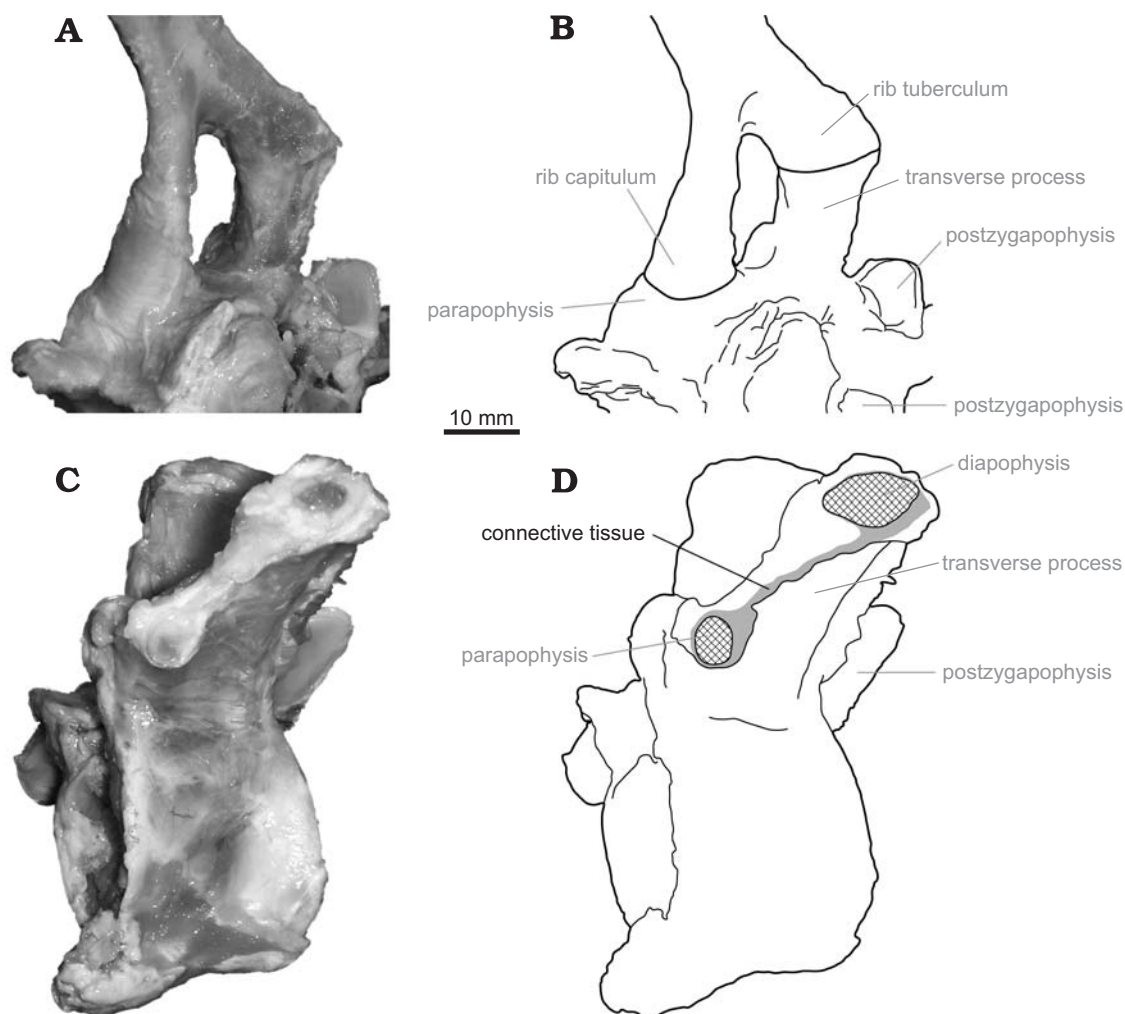 A
B
rib tuberculum
rib capitulum
transverse process
postzygapophysis
parapophysis
postzygapophysis
10 mm
C
D
diapophysis
connective tissue
transverse process
parapophysis
postzygapophysis